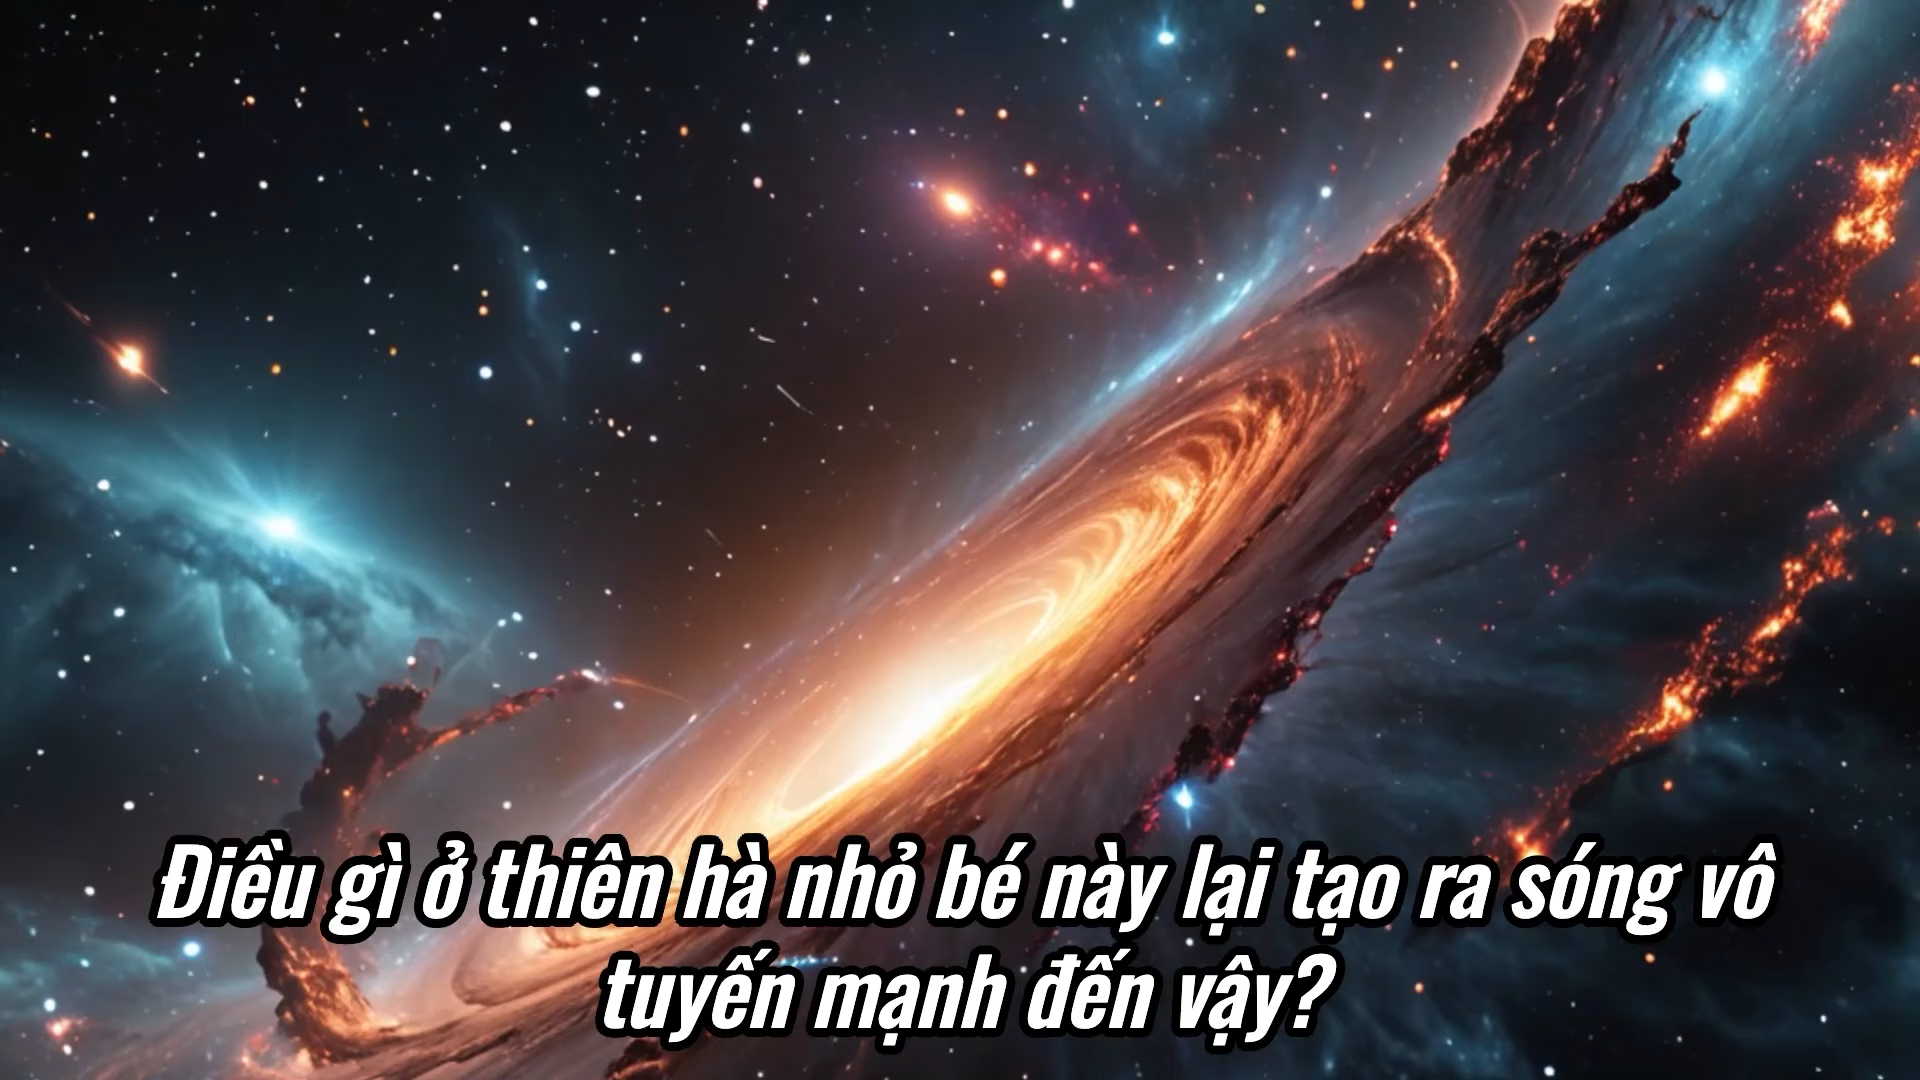 Điều gì ở thiên hà nhỏ bé này lại tạo ra sóng vô
tuyến mạnh đến vậy?